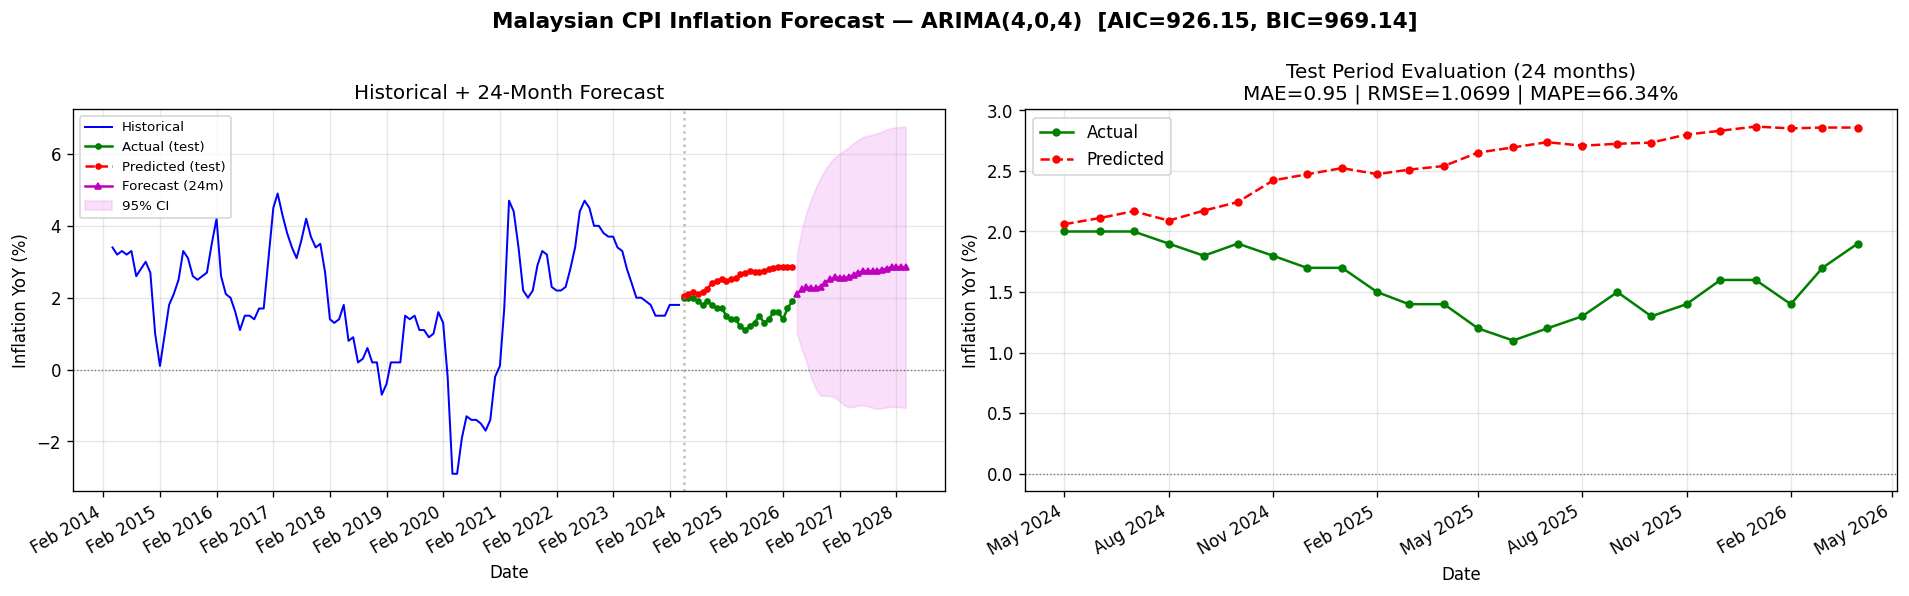 Malaysian CPI Inflation Forecast — ARIMA(4,0,4)  [AIC=926.15, BIC=969.14]
Historical + 24-Month Forecast
Historical
Actual (test)
Predicted (test)
Forecast (24m)
95% CI
6
4
2
0
−2
Inflation YoY (%)
Feb 2014
Feb 2015
Feb 2016
Feb 2017
Feb 2018
Feb 2019
Feb 2020
Feb 2021
Feb 2022
Feb 2023
Feb 2024
Feb 2025
Feb 2026
Feb 2027
Feb 2028
Date
Test Period Evaluation (24 months)
MAE=0.95 | RMSE=1.0699 | MAPE=66.34%
Actual
Predicted
3.0
2.5
2.0
1.5
1.0
0.5
0.0
Inflation YoY (%)
May 2024
Aug 2024
Nov 2024
Feb 2025
May 2025
Aug 2025
Nov 2025
Feb 2026
May 2026
Date